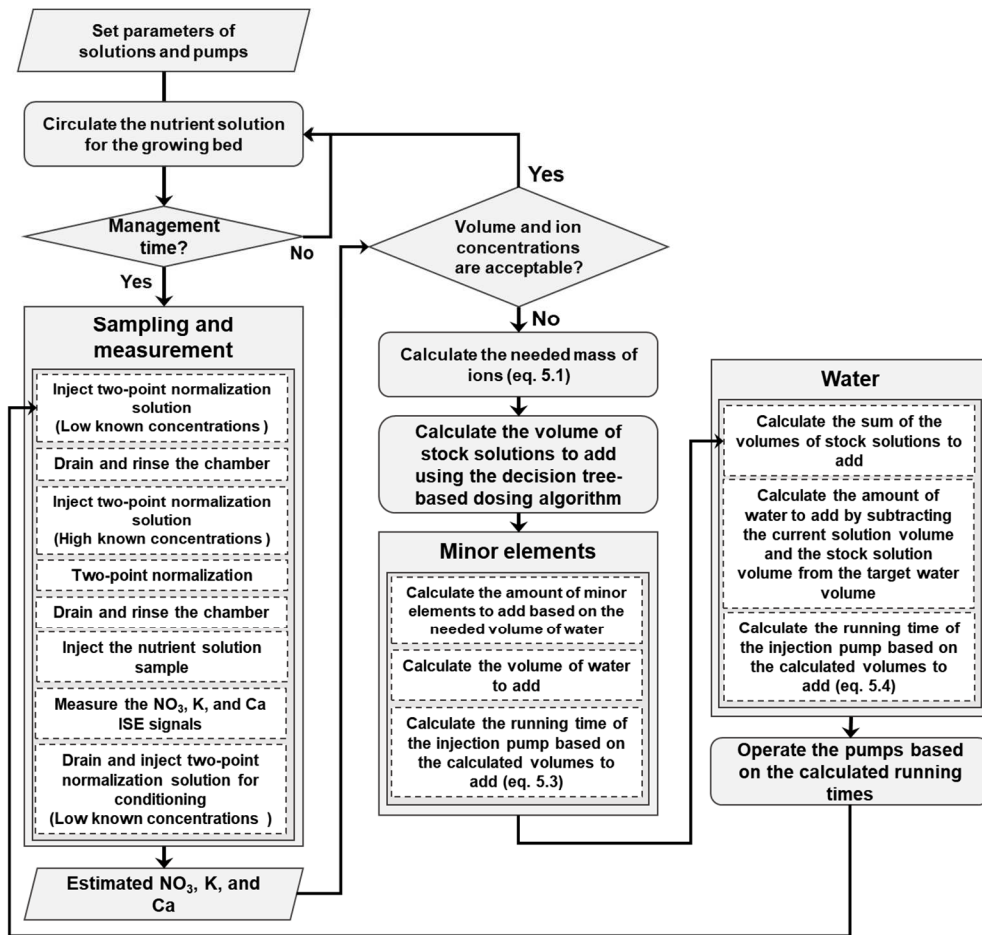 Set parameters of
solutions and pumps
Circulate the nutrient solution
for the growing bed
Management
time?
No
Yes
Sampling and
measurement
Inject two-point normalization
solution
(Low known concentrations )
Drain and rinse the chamber
Inject two-point normalization
solution
(High known concentrations )
Two-point normalization
Drain and rinse the chamber
Inject the nutrient solution
sample
Measure the NO₃, K, and Ca
ISE signals
Drain and inject two-point
normalization solution for
conditioning
(Low known concentrations )
Estimated NO₃, K, and
Ca
Yes
Volume and ion
concentrations
are acceptable?
No
Calculate the needed mass of
ions (eq. 5.1)
Calculate the volume of
stock solutions to add
using the decision tree-
based dosing algorithm
Minor elements
Calculate the amount of minor
elements to add based on the
needed volume of water
Calculate the volume of water
to add
Calculate the running time of
the injection pump based on
the calculated volumes to
add (eq. 5.3)
Water
Calculate the sum of the
volumes of stock solutions to
add
Calculate the amount of
water to add by subtracting
the current solution volume
and the stock solution
volume from the target water
volume
Calculate the running time of
the injection pump based on
the calculated volumes to
add (eq. 5.4)
Operate the pumps based
on the calculated running
times